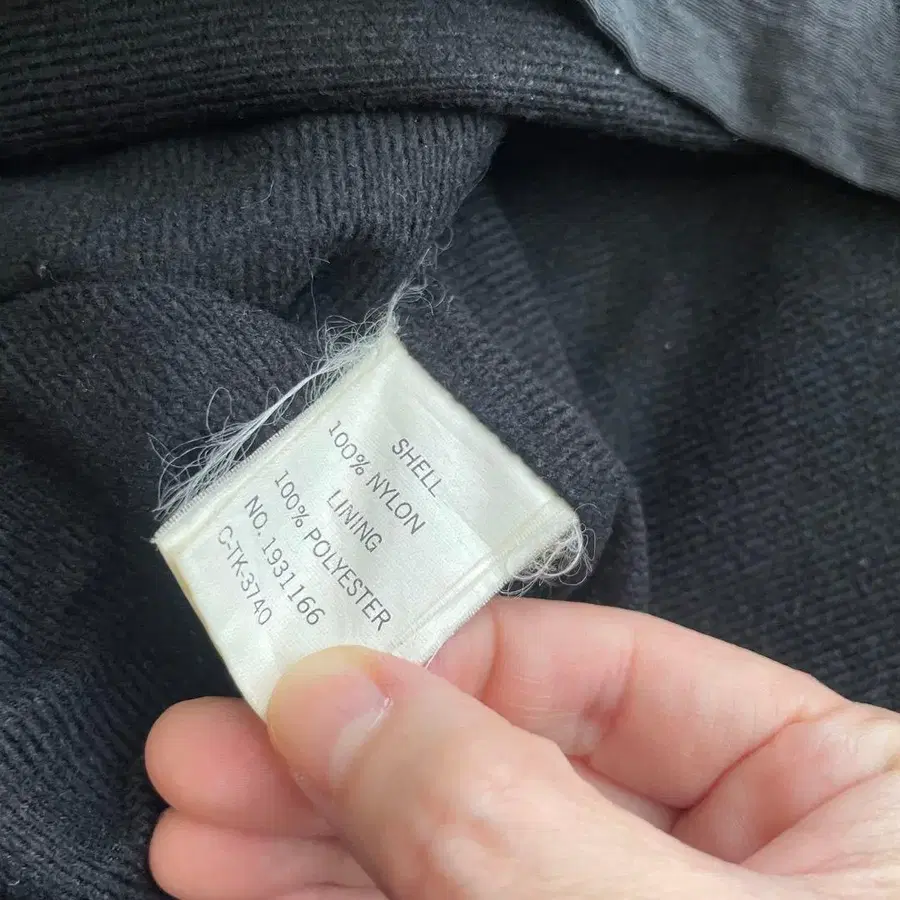 SHELL
100% NYLON
LINING
100% POLYESTER
NO. 1931166
C-TK-3740